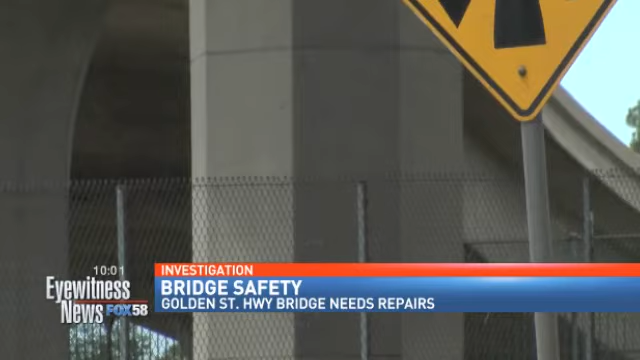 INVESTIGATION
BRIDGE SAFETY
GOLDEN ST. HWY BRIDGE NEEDS REPAIRS
10:01
Eyewitness
News FOX58